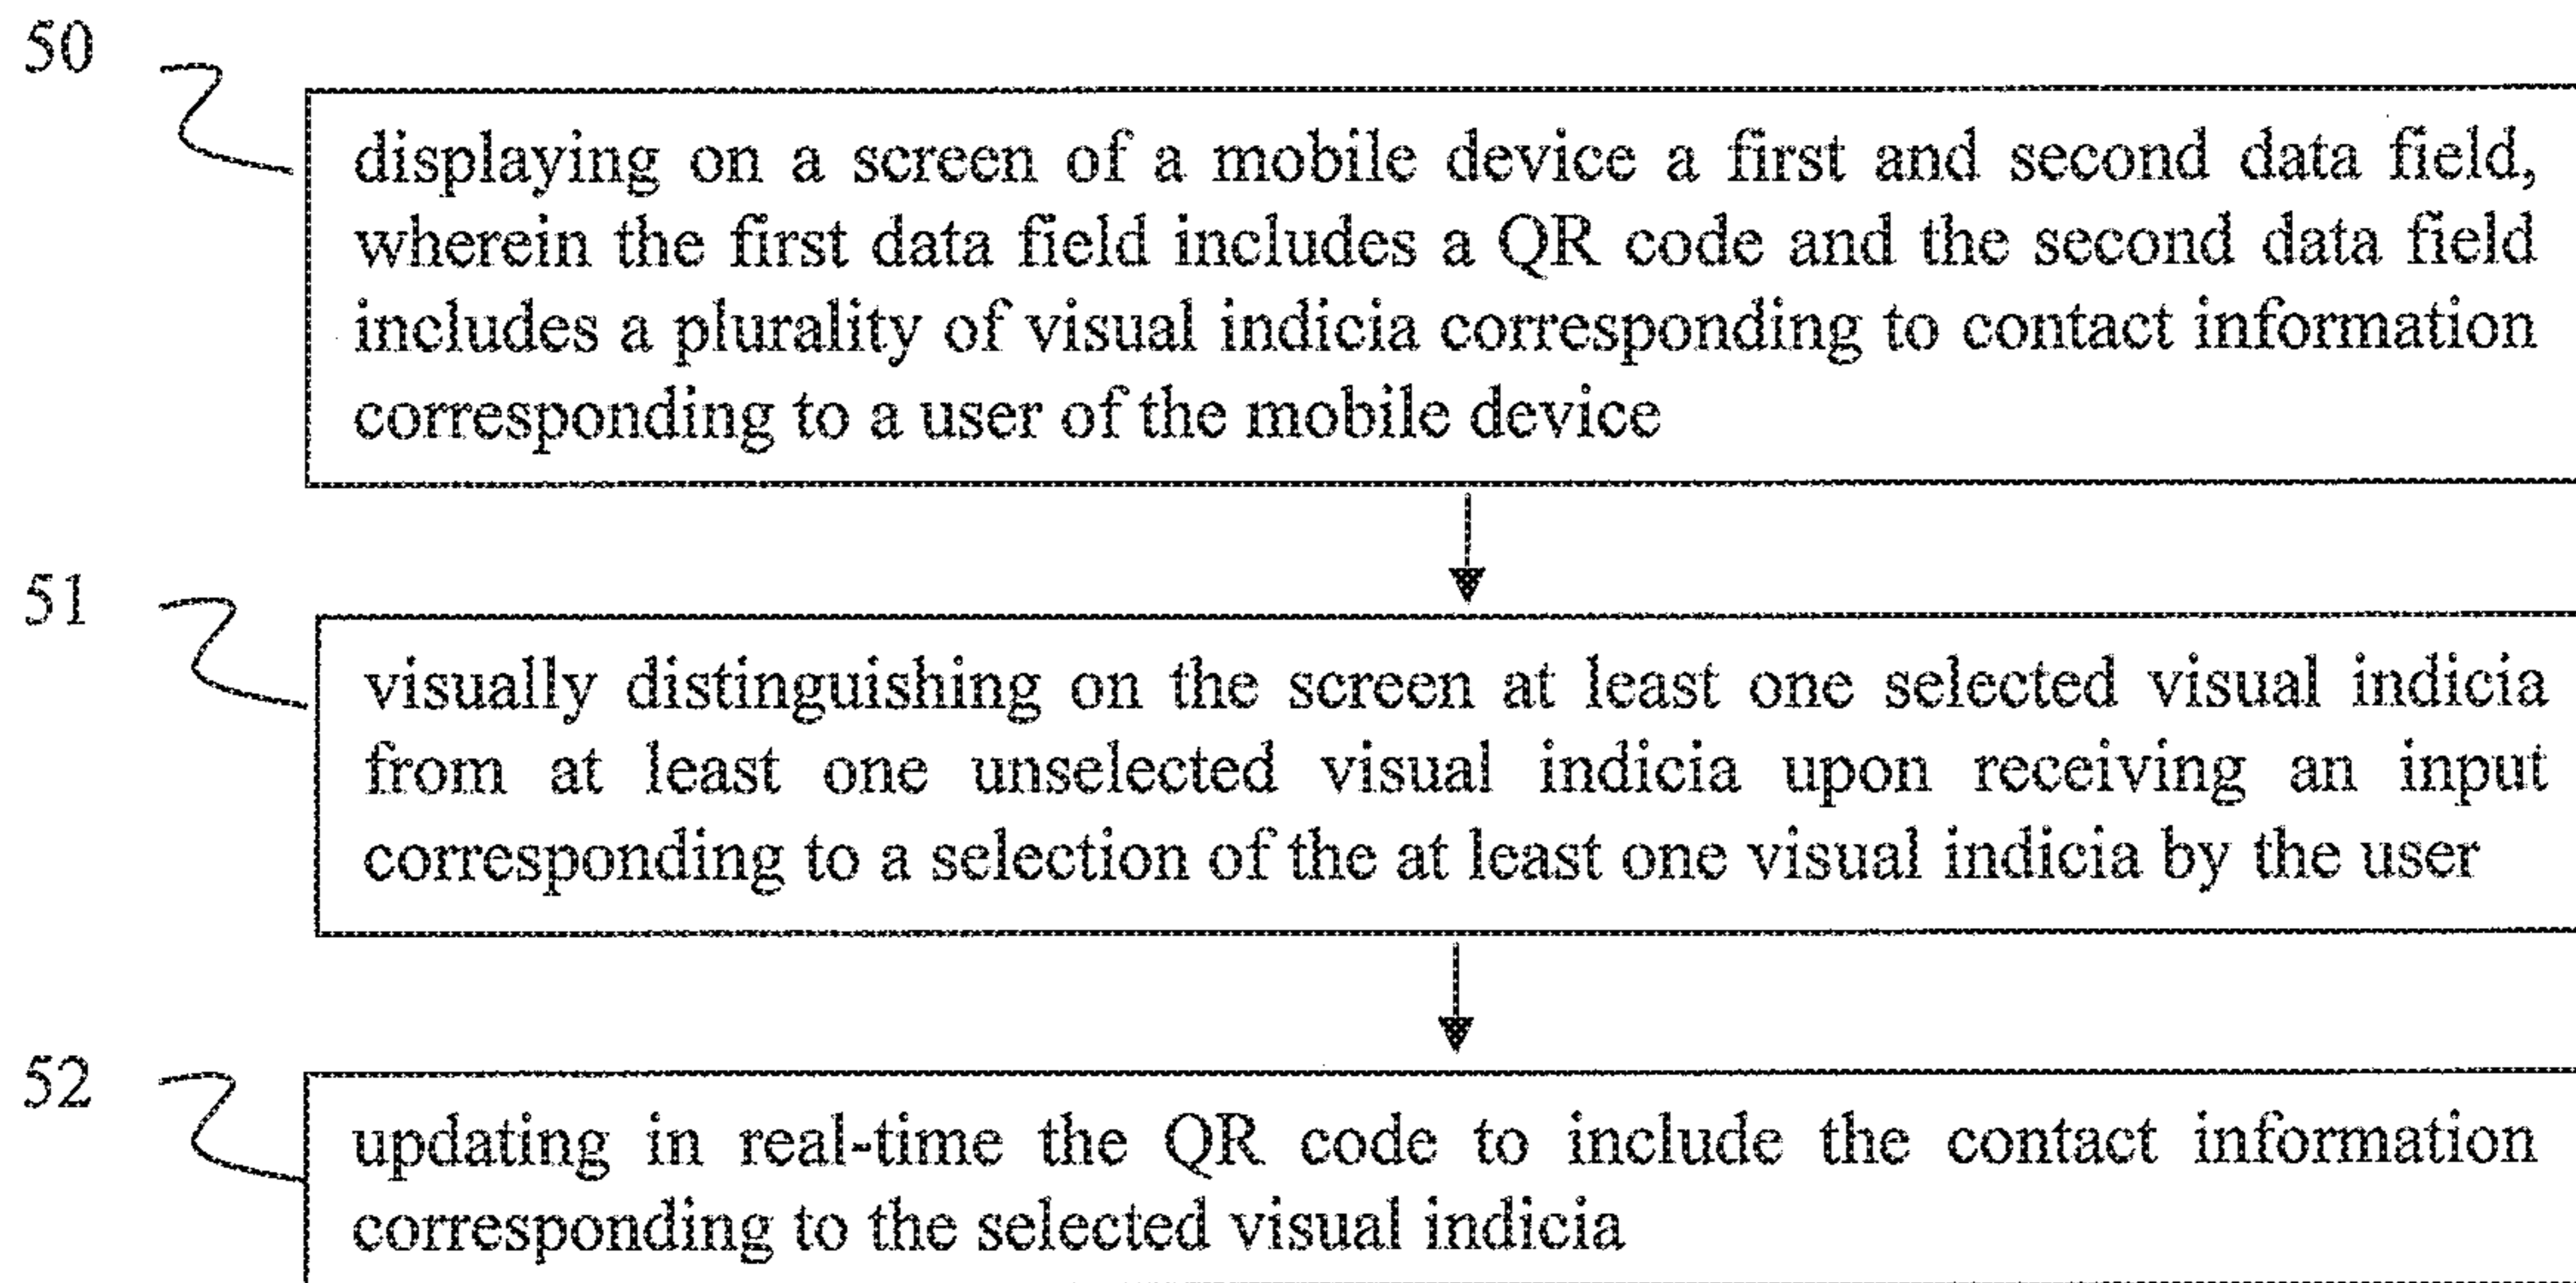 50
displaying on a screen of a mobile device a first and second data field,
wherein the first data field includes a QR code and the second data field
includes a plurality of visual indicia corresponding to contact information
corresponding to a user of the mobile device
51
visually distinguishing on the screen at least one selected visual indicia
from at least one unselected visual indicia upon receiving an input
corresponding to a selection of the at least one visual indicia by the user
52
updating in real-time the QR code to include the contact information
corresponding to the selected visual indicia